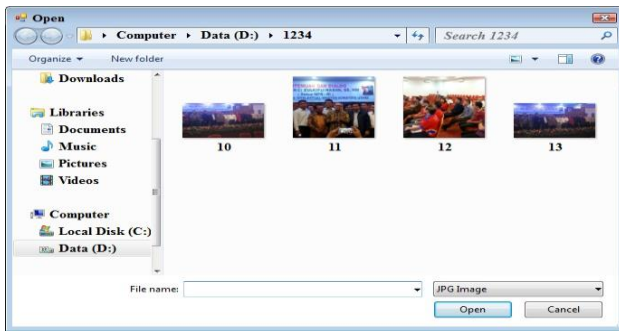 Open
Computer ▸ Data (D:) ▸ 1234
Search 1234
Organize
New folder
Downloads
Libraries
Documents
Music
Pictures
Videos
Computer
Local Disk (C:)
Data (D:)
10
11
12
13
File name:
JPG Image
Open
Cancel